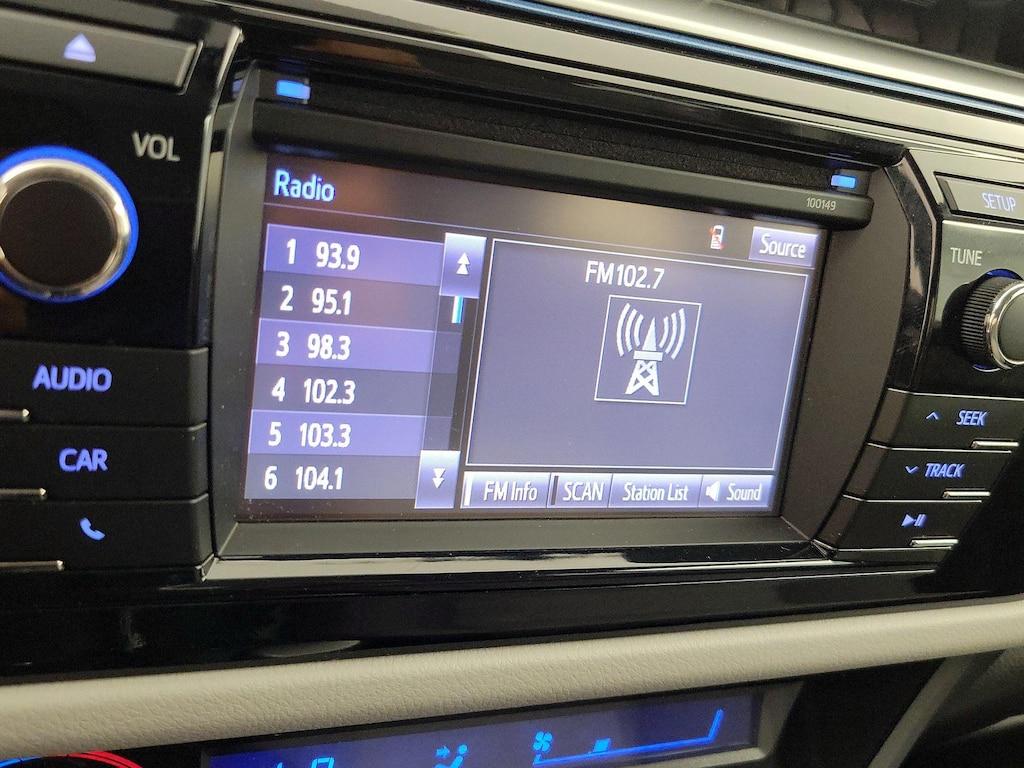 VOL
AUDIO
CAR
100149
Radio
Source
1 93.9
2 95.1
3 98.3
4 102.3
5 103.3
6 104.1
FM102.7
FM Info
SCAN
Station List
Sound
SETUP
TUNE
SEEK
TRACK